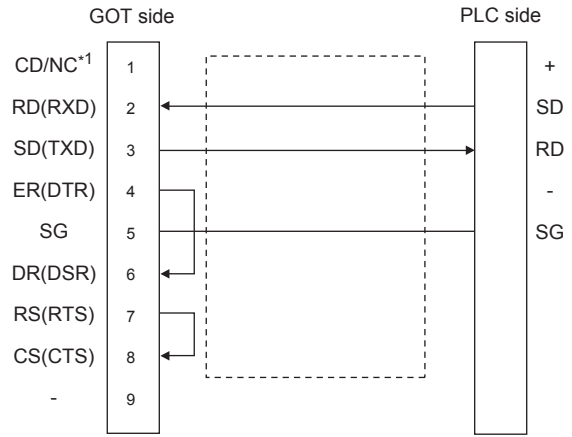 GOT side PLC side
CD/NC*1 1 +
RD(RXD) 2 SD
SD(TXD) 3 RD
ER(DTR) 4 -
SG 5 SG
DR(DSR) 6
RS(RTS) 7
CS(CTS) 8
- 9